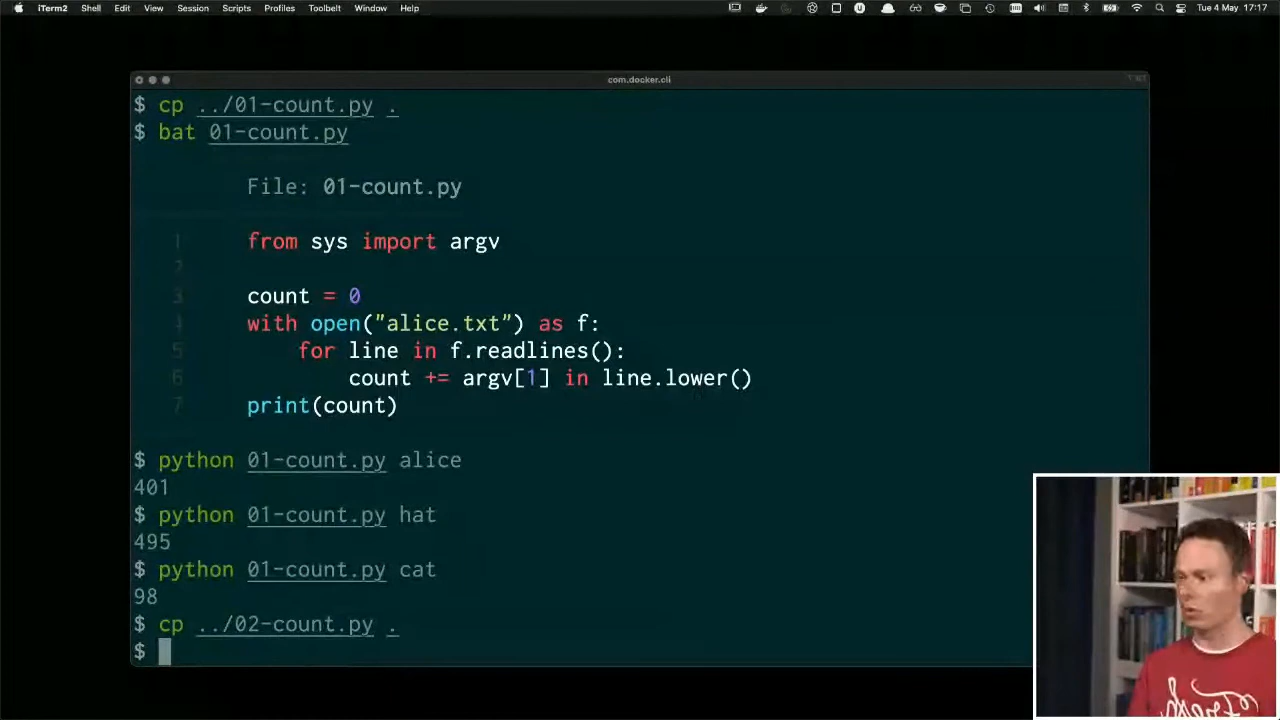 iTerm2 Shell Edit View Session Scripts Profiles Toolbelt Window Help Tue 4 May 17:17
com.docker.cli
$ cp ../01-count.py .
$ bat 01-count.py
File: 01-count.py
1 from sys import argv
2
3 count = 0
4 with open("alice.txt") as f:
5 for line in f.readlines():
6 count += argv[1] in line.lower()
7 print(count)
$ python 01-count.py alice
401
$ python 01-count.py hat
495
$ python 01-count.py cat
98
$ cp ../02-count.py .
$
Fresh